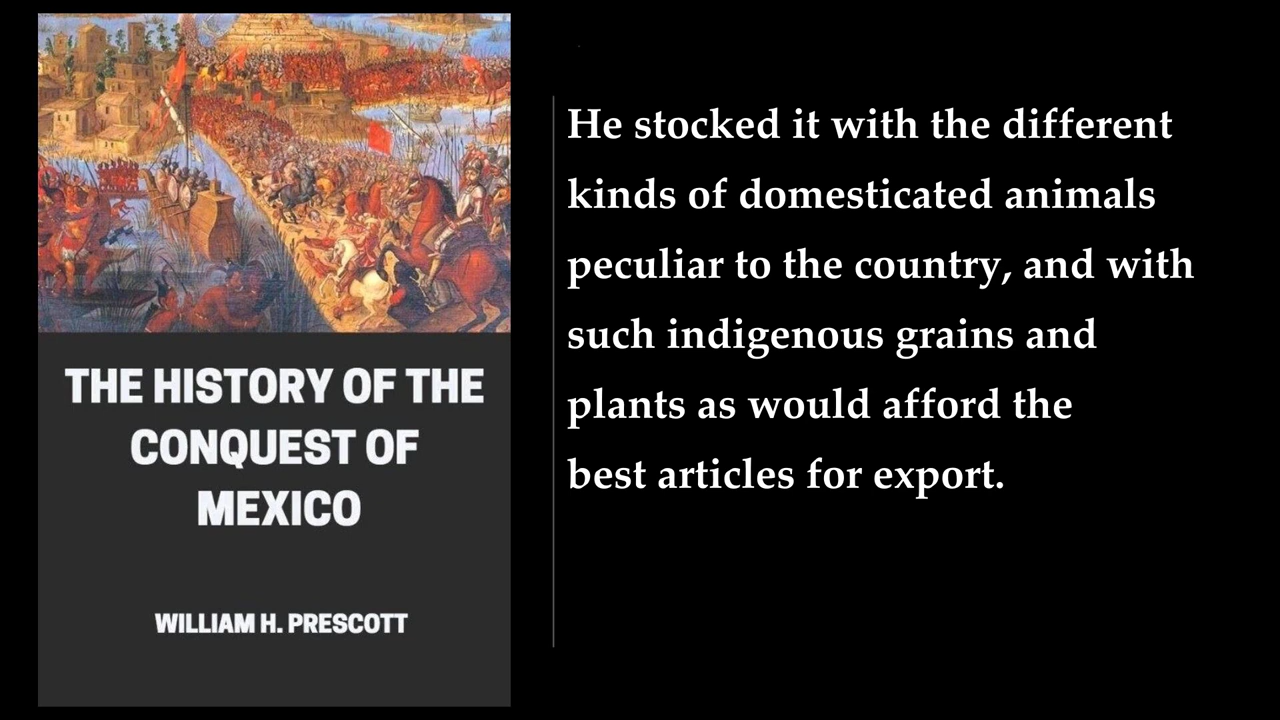 THE HISTORY OF THE
CONQUEST OF
MEXICO
WILLIAM H. PRESCOTT
He stocked it with the different
kinds of domesticated animals
peculiar to the country, and with
such indigenous grains and
plants as would afford the
best articles for export.